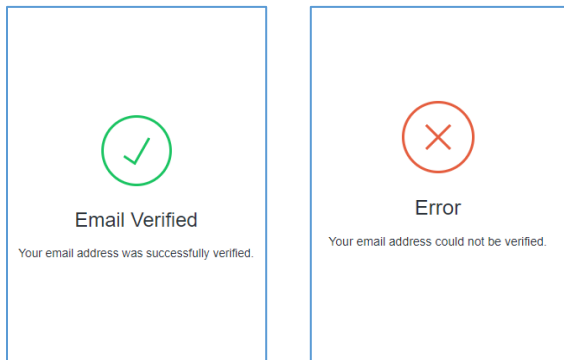 Email Verified
Your email address was successfully verified.
Error
Your email address could not be verified.